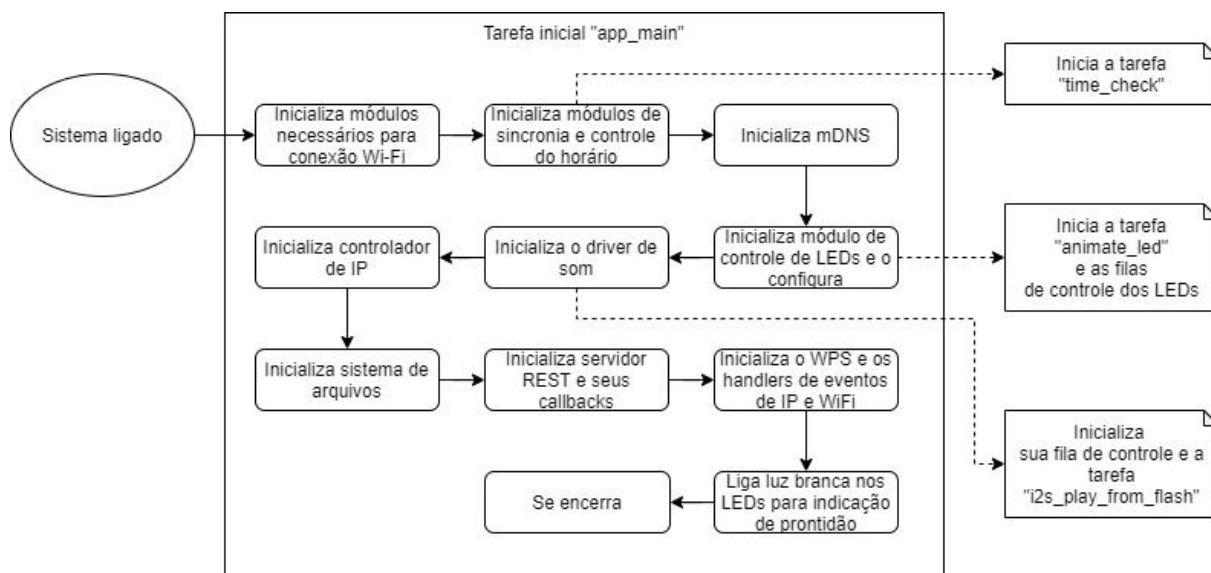 Tarefa inicial "app_main"
Sistema ligado
Inicializa módulos
necessários para
conexão Wi-Fi
Inicializa módulos de
sincronia e controle
do horário
Inicializa mDNS
Inicia a tarefa
"time_check"
Inicializa controlador
de IP
Inicializa o driver de
som
Inicializa módulo de
controle de LEDs e o
configura
Inicia a tarefa
"animate_led"
e as filas
de controle dos LEDs
Inicializa sistema de
arquivos
Inicializa servidor
REST e seus
callbacks
Inicializa o WPS e os
handlers de eventos
de IP e WiFi
Inicializa
sua fila de controle e a
tarefa
"i2s_play_from_flash"
Se encerra
Liga luz branca nos
LEDs para indicação
de prontidão